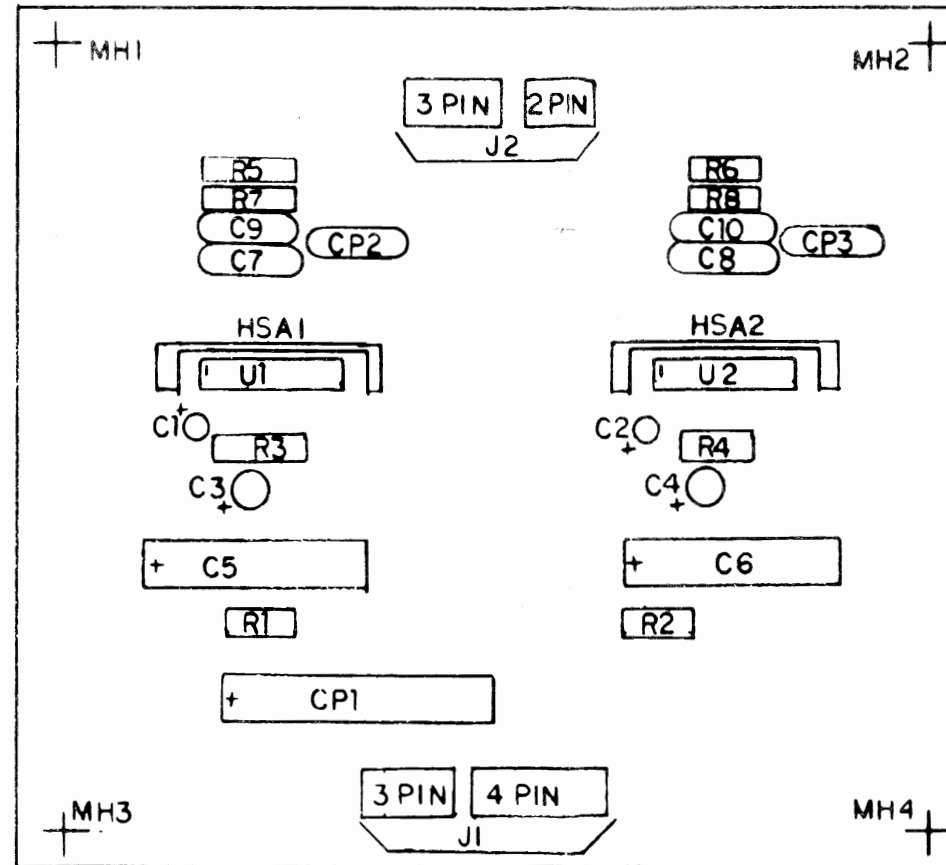 MH1
MH2
3 PIN 2 PIN
J2
R5 R6
R7 R8
C9 C10
CP2 CP3
C7 C8
HSA1 HSA2
U1 U2
C1 + C2 +
R3 R4
C3 + C4 +
+ C5 + C6
R1 R2
+ CP1
3 PIN 4 PIN
MH3 MH4
J1